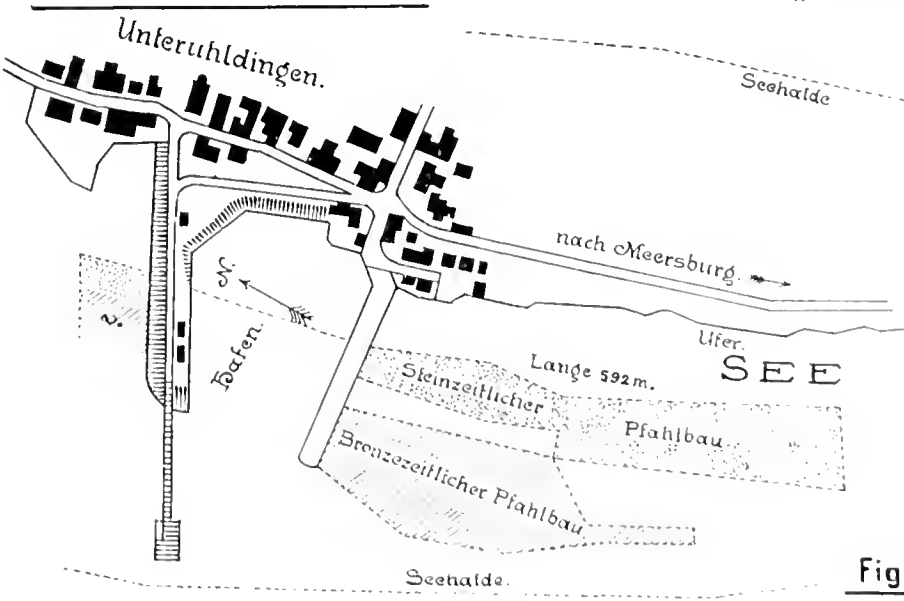 Unteruhldingen.
Seehalde
nach Meersburg.
N.
Hafen.
Ufer.
SEE
Länge 592 m.
Steinzeitlicher
Pfahlbau
Bronzezeitlicher Pfahlbau
Seehalde.
Fig